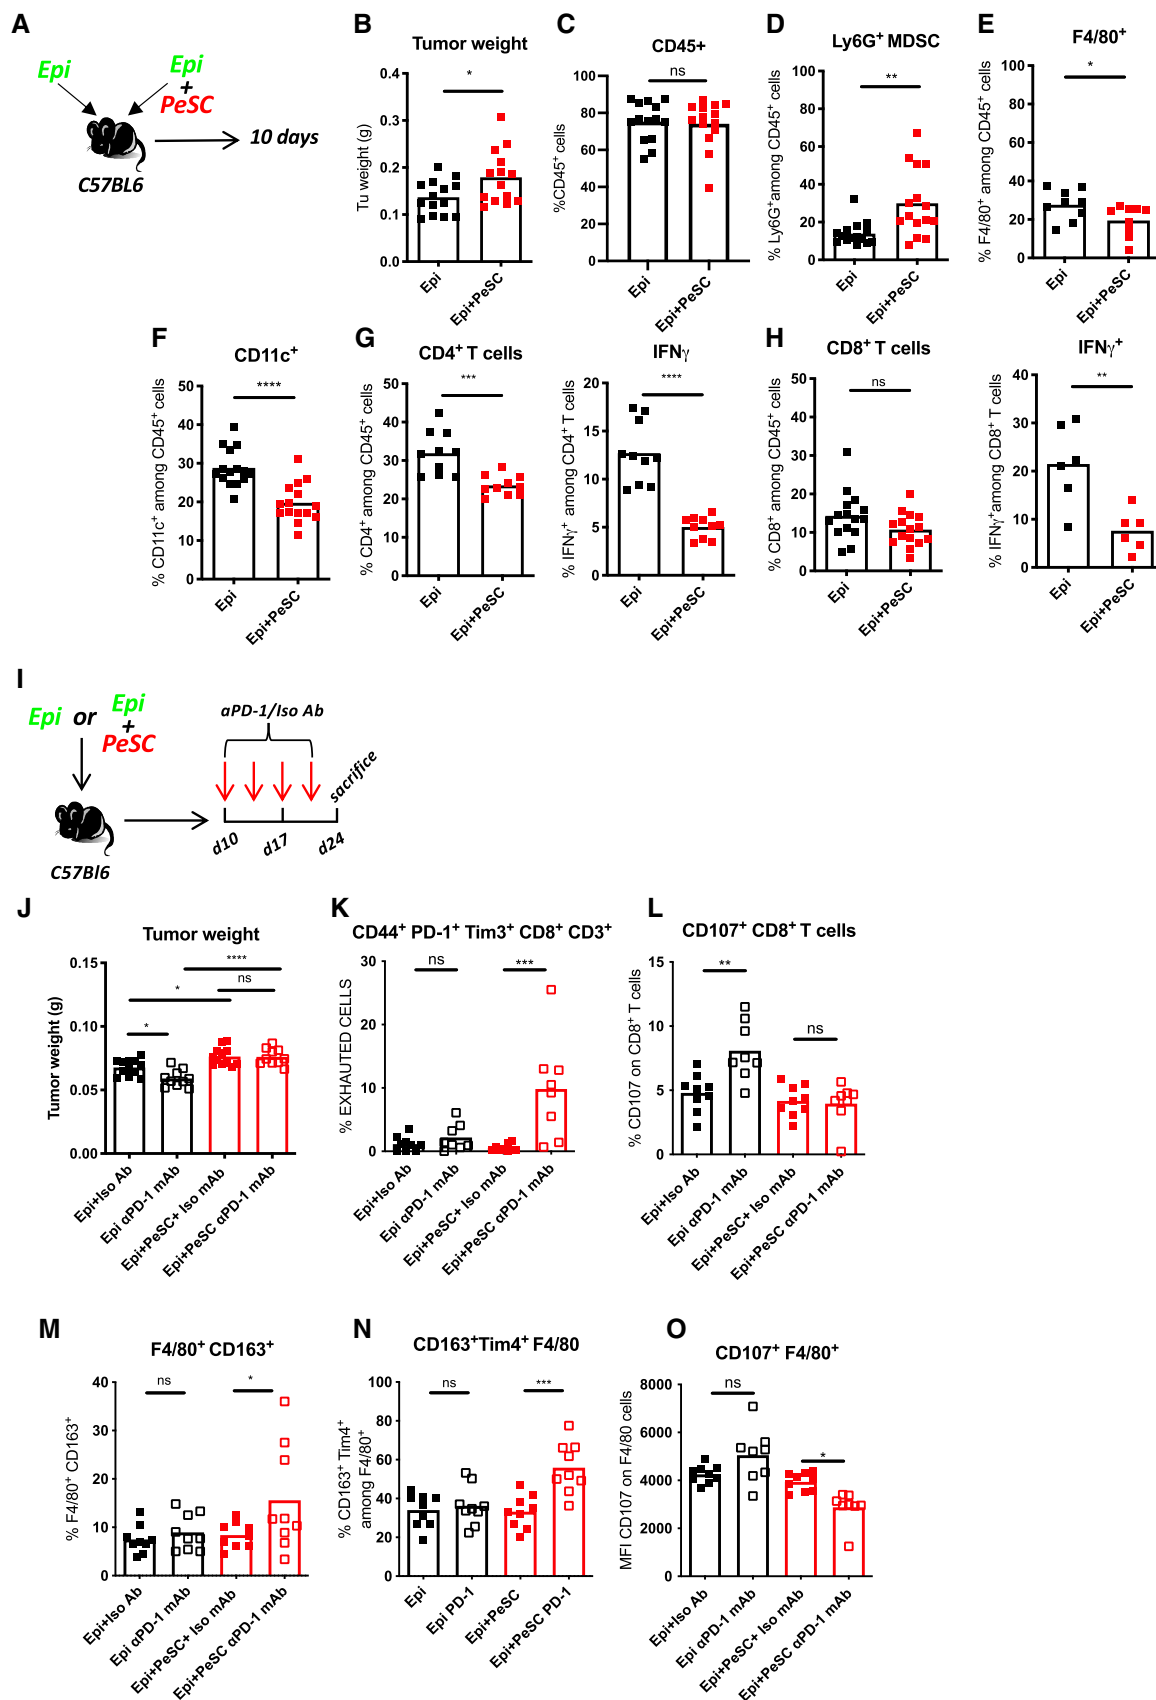 A
Epi
Epi
+
PeSC
C57BL6
10 days
B
Tumor weight
*
Tu weight (g)
0.4
0.3
0.2
0.1
0.0
Epi
Epi+PeSC
C
CD45+
ns
%CD45+ cells
100
80
60
40
20
0
Epi
Epi+PeSC
D
Ly6G+ MDSC
**
% Ly6G+among CD45+ cells
100
80
60
40
20
0
Epi
Epi+PeSC
E
F4/80+
*
% F4/80+ among CD45+ cells
100
80
60
40
20
0
Epi
Epi+PeSC
F
CD11c+
****
% CD11c+ among CD45+ cells
50
40
30
20
10
0
Epi
Epi+PeSC
G
CD4+ T cells
***
% CD4+ among CD45+ cells
50
40
30
20
10
0
Epi
Epi+PeSC
IFNγ
****
% IFNγ+ among CD4+ T cells
20
15
10
5
0
Epi
Epi+PeSC
H
CD8+ T cells
ns
% CD8+ among CD45+ cells
50
40
30
20
10
0
Epi
Epi+PeSC
IFNγ+
**
% IFNγ+among CD8+ T cells
40
30
20
10
0
Epi
Epi+PeSC
I
Epi or Epi
+
PeSC
C57Bl6
aPD-1/Iso Ab
sacrifice
d10
d17
d24
J
Tumor weight
****
ns
*
*
Tumor weight (g)
0.15
0.10
0.05
0.00
Epi+Iso Ab
Epi αPD-1 mAb
Epi+PeSC+ Iso mAb
Epi+PeSC αPD-1 mAb
K
CD44+ PD-1+ Tim3+ CD8+ CD3+
ns
***
% EXHAUTED CELLS
30
20
10
0
Epi+Iso Ab
Epi αPD-1 mAb
Epi+PeSC+ Iso mAb
Epi+PeSC αPD-1 mAb
L
CD107+ CD8+ T cells
**
ns
% CD107 on CD8+ T cells
15
10
5
0
Epi+Iso Ab
Epi αPD-1 mAb
Epi+PeSC+ Iso mAb
Epi+PeSC αPD-1 mAb
M
F4/80+ CD163+
ns
*
% F4/80+ CD163+
40
30
20
10
0
Epi+Iso Ab
Epi αPD-1 mAb
Epi+PeSC+ Iso mAb
Epi+PeSC αPD-1 mAb
N
CD163+Tim4+ F4/80
ns
***
% CD163+ Tim4+
among F4/80+
100
80
60
40
20
0
Epi
Epi PD-1
Epi+PeSC
Epi+PeSC PD-1
O
CD107+ F4/80+
ns
*
MFI CD107 on F4/80 cells
8000
6000
4000
2000
0
Epi+Iso Ab
Epi αPD-1 mAb
Epi+PeSC+ Iso mAb
Epi+PeSC αPD-1 mAb